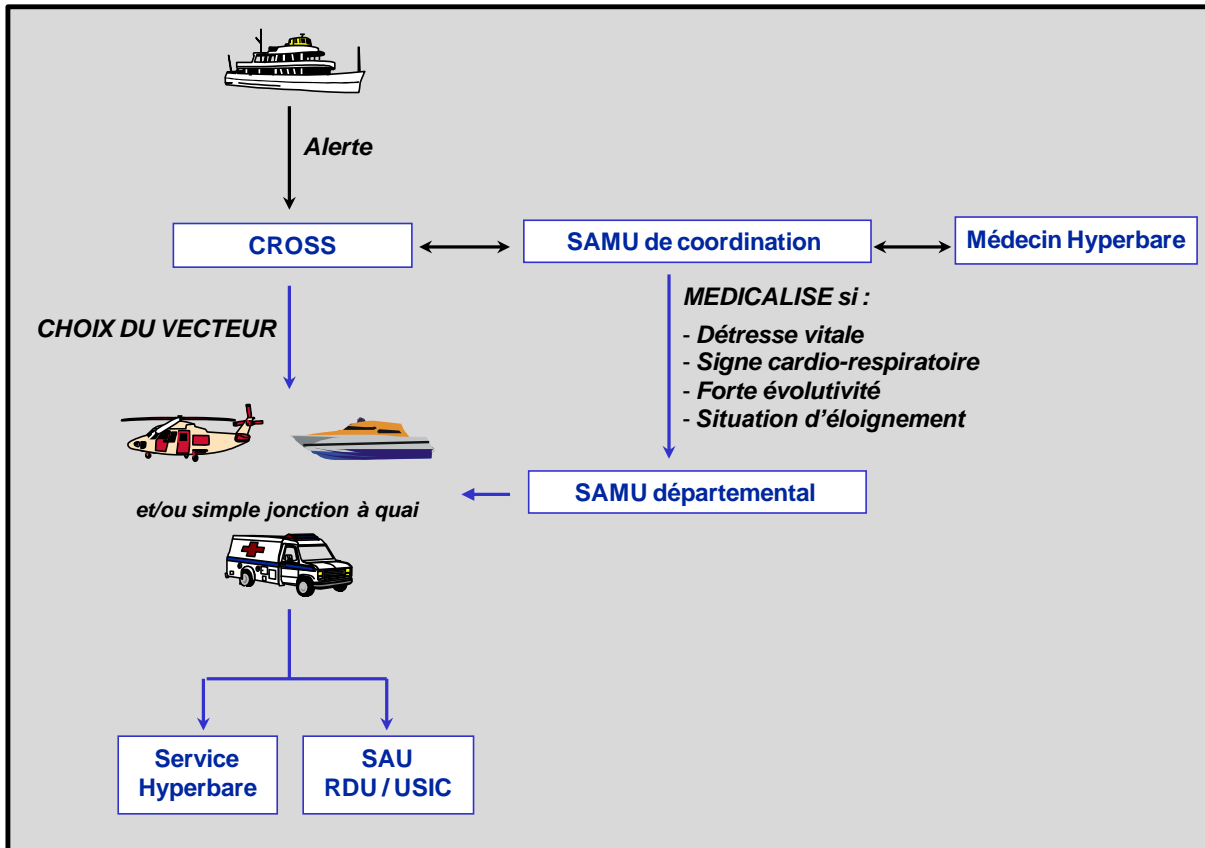 Alerte
CROSS
SAMU de coordination
Médecin Hyperbare
CHOIX DU VECTEUR
MEDICALISE si :
- Détresse vitale
- Signe cardio-respiratoire
- Forte évolutivité
- Situation d'éloignement
SAMU départemental
et/ou simple jonction à quai
Service
Hyperbare
SAU
RDU / USIC